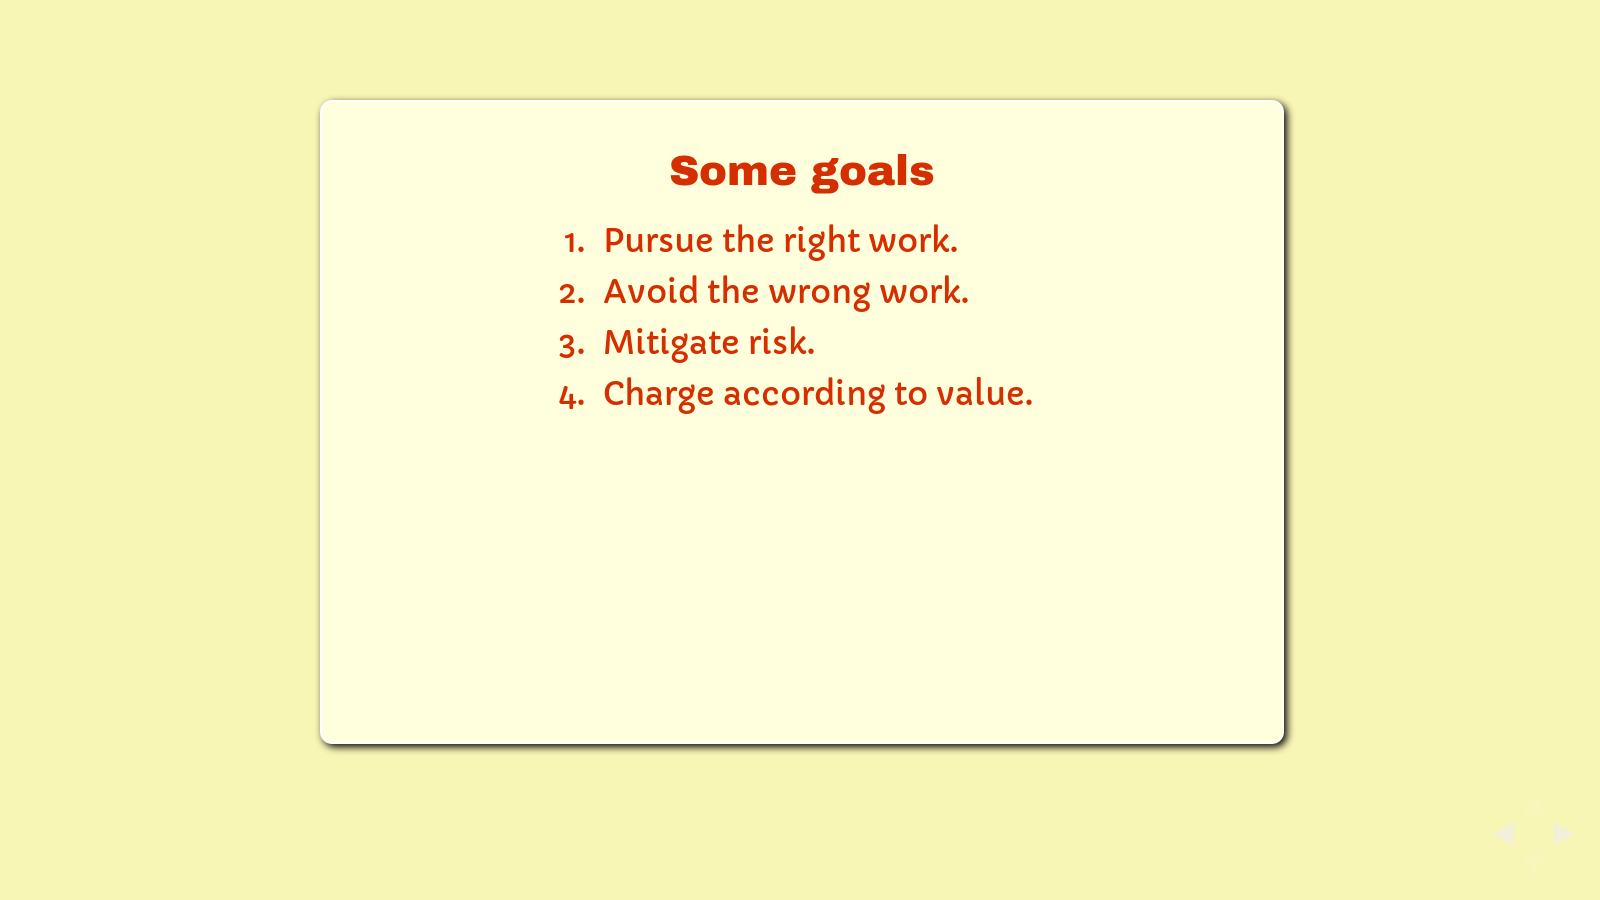 Some goals
1. Pursue the right work.
2. Avoid the wrong work.
3. Mitigate risk.
4. Charge according to value.